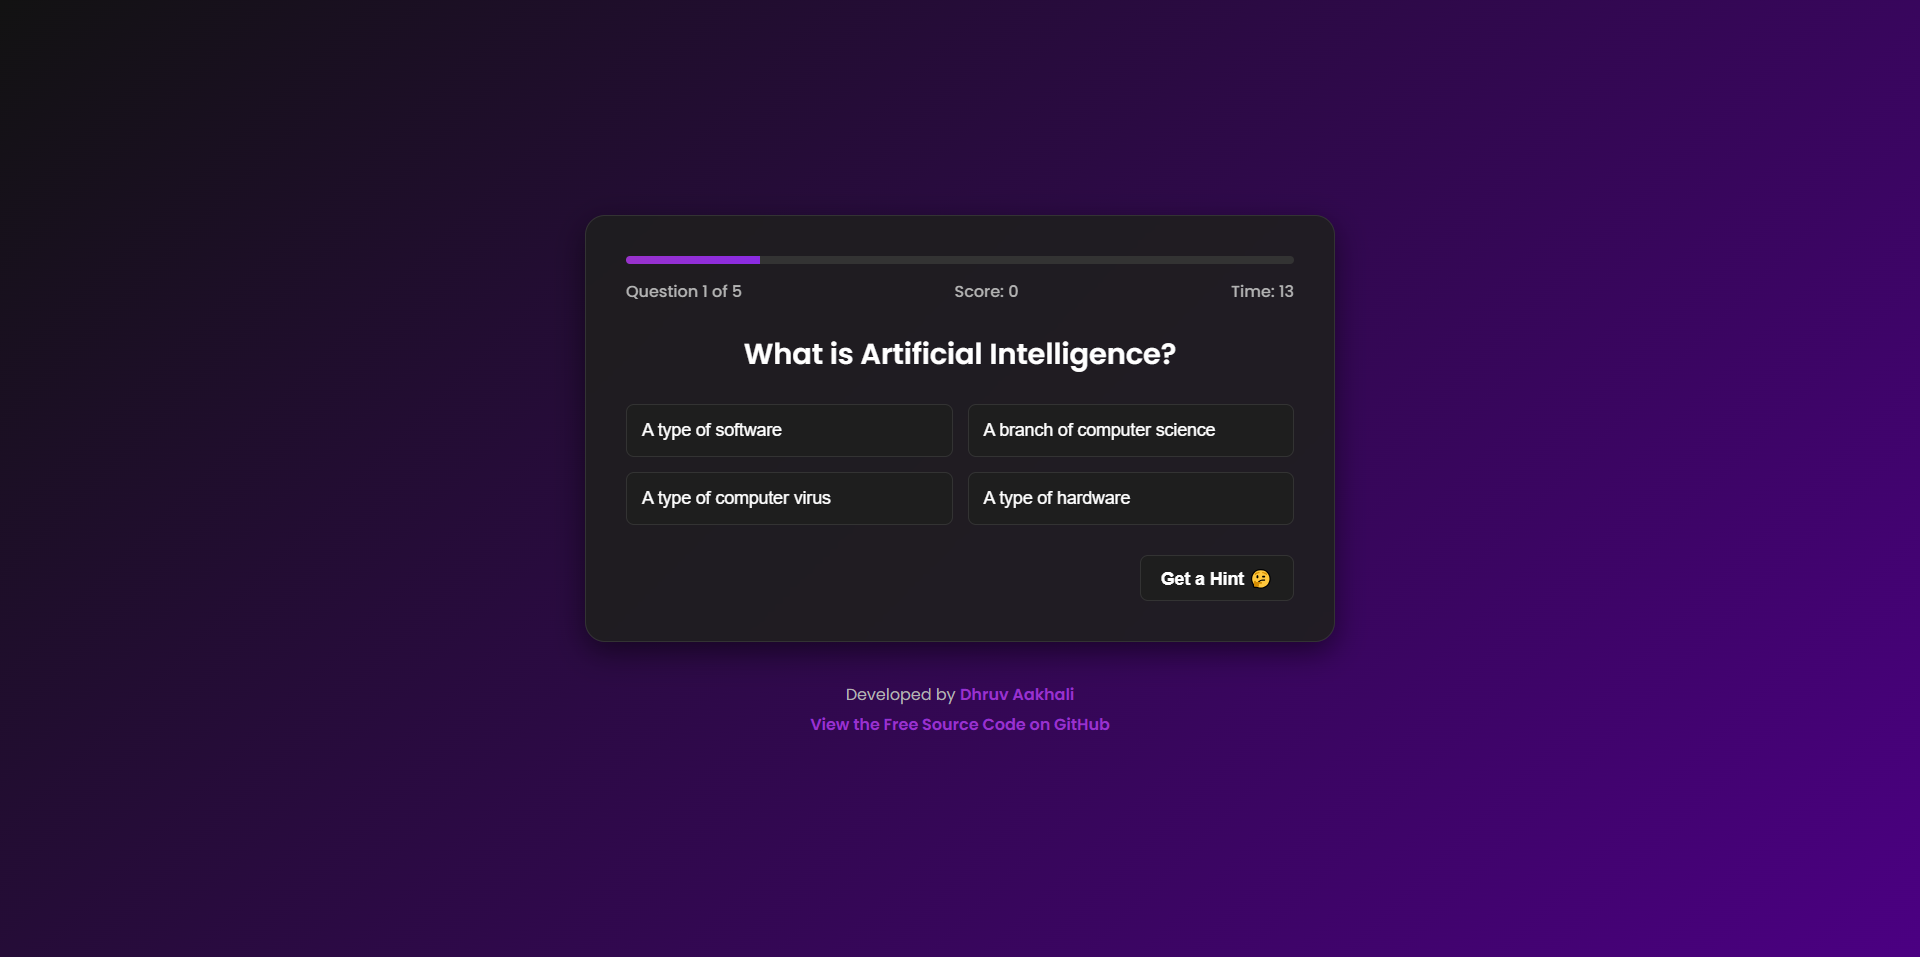 Question 1 of 5 Score: 0 Time: 13
What is Artificial Intelligence?
A type of software
A branch of computer science
A type of computer virus
A type of hardware
Get a Hint 🤔
Developed by Dhruv Aakhali
View the Free Source Code on GitHub